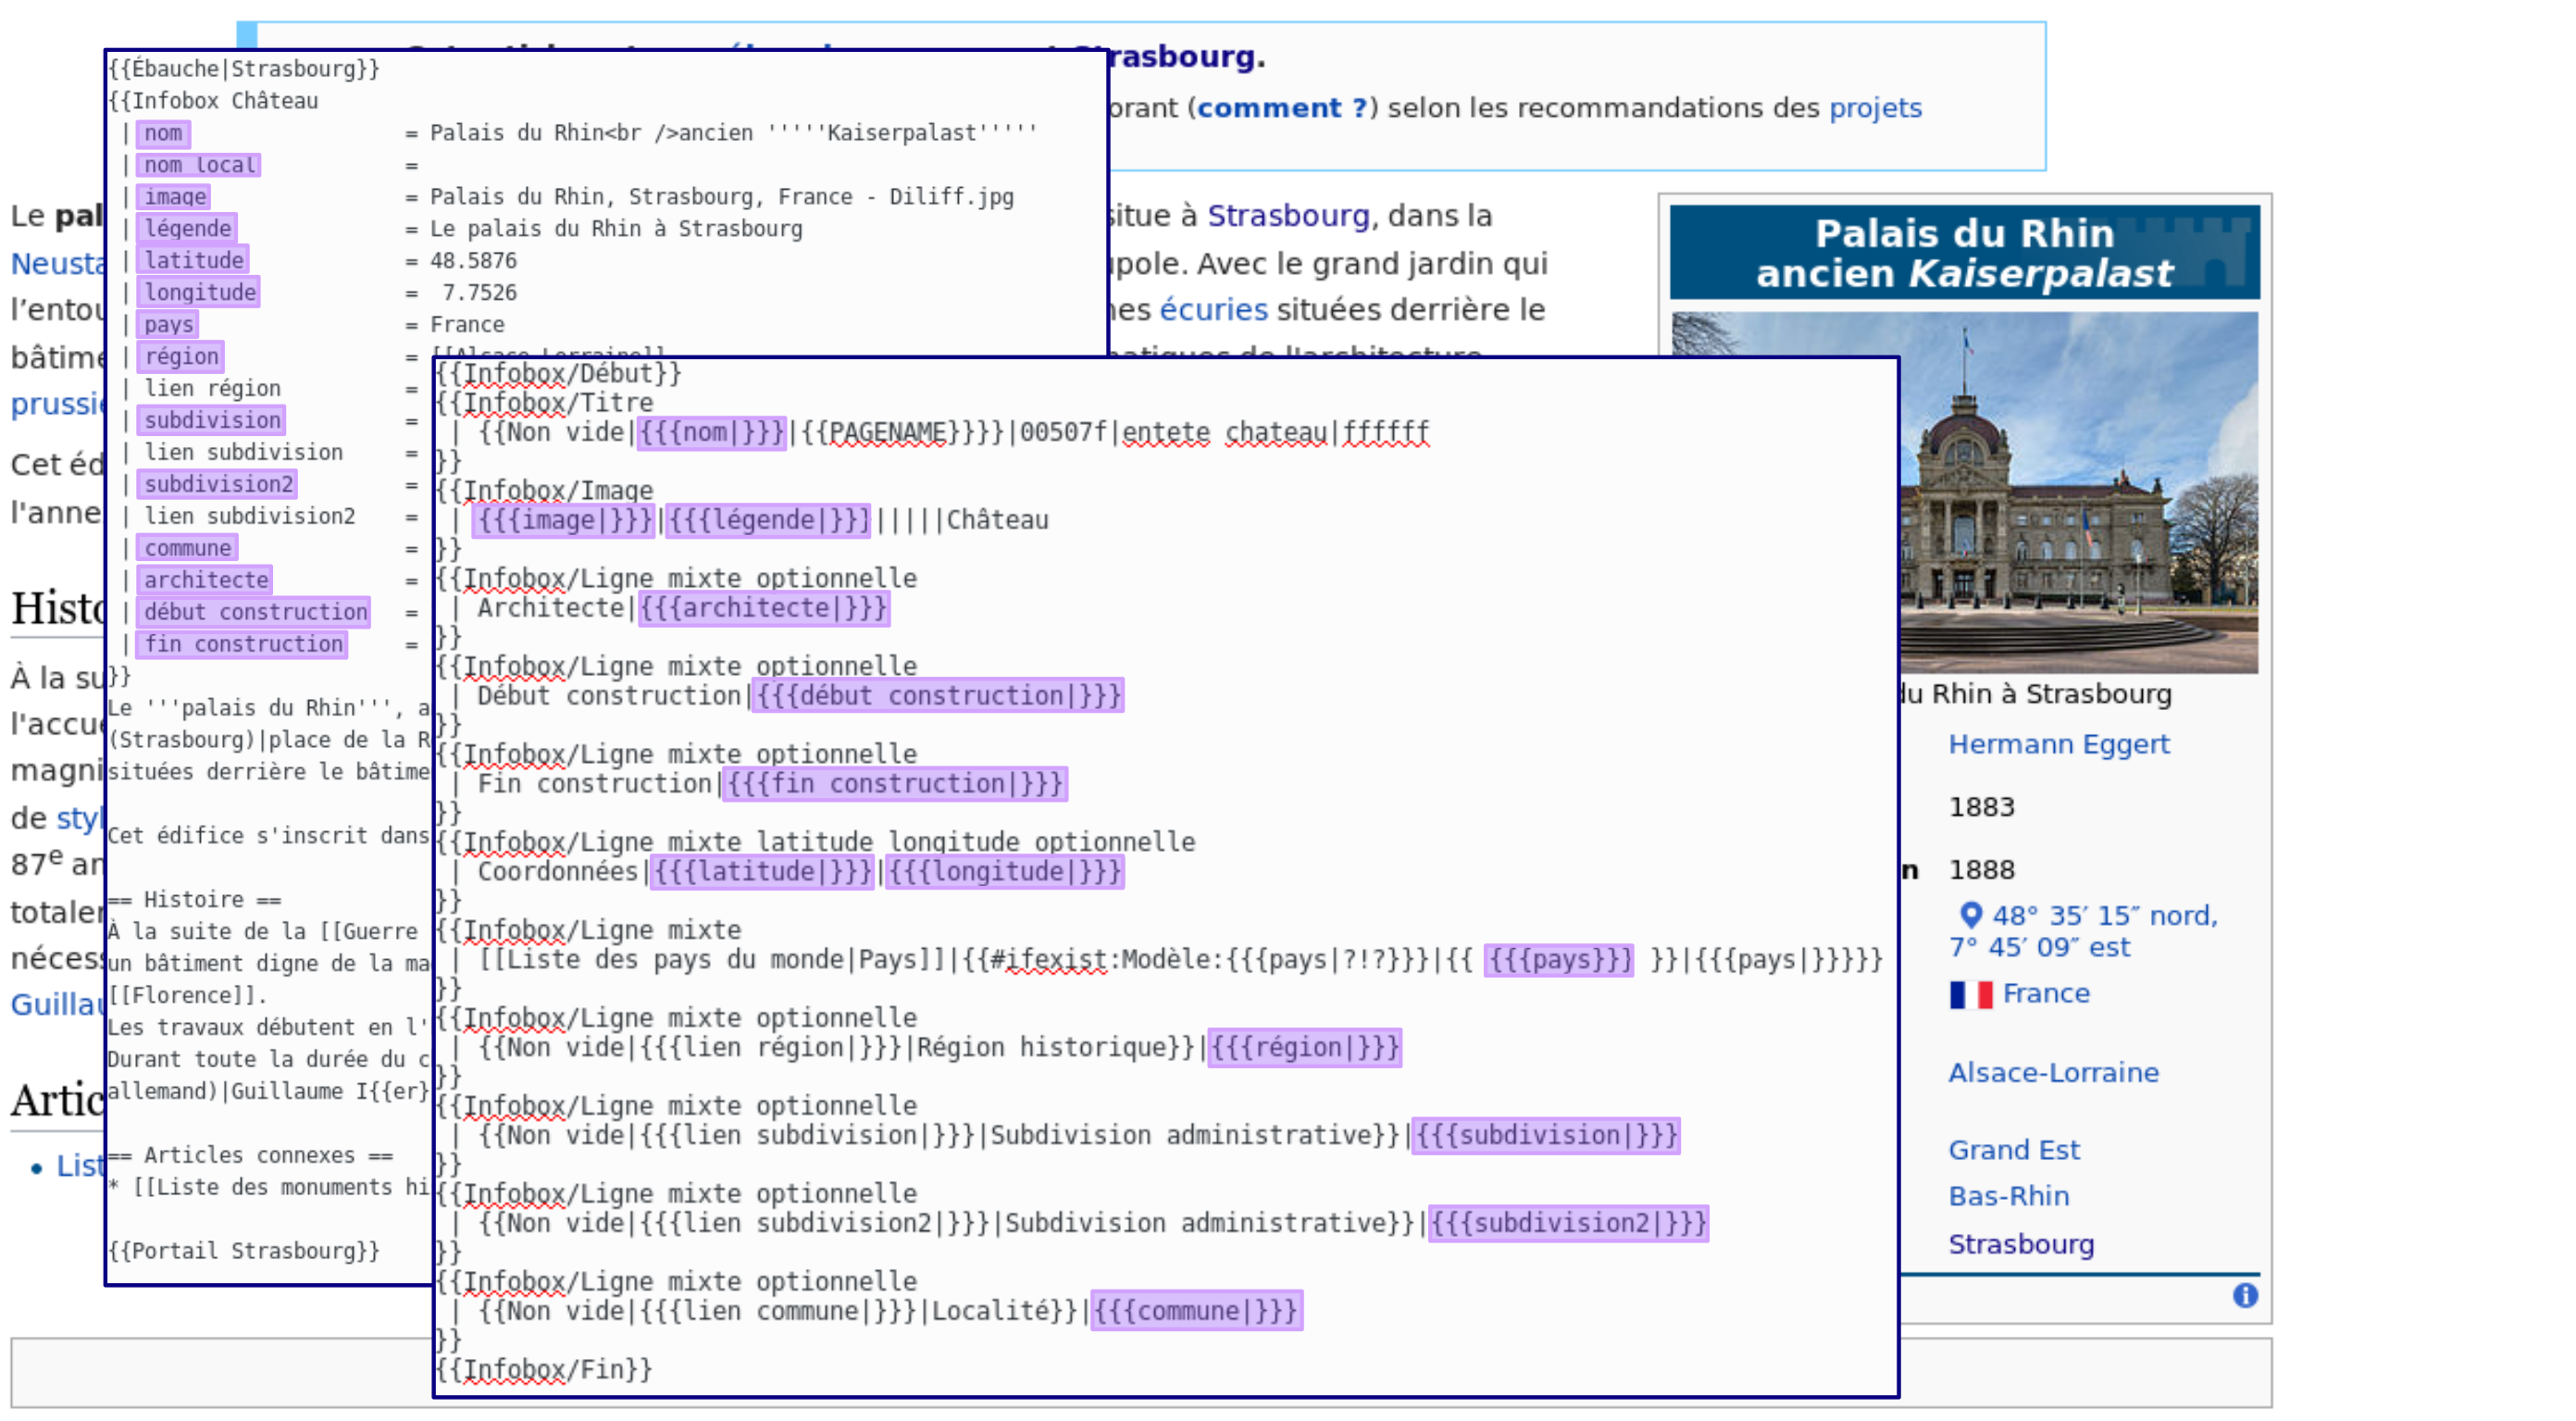 rasbourg.
orant (comment ?) selon les recommandations des projets
{{Ébauche|Strasbourg}}
{{Infobox Château
| nom = Palais du Rhin<br />ancien '''''Kaiserpalast'''''
| nom local =
| image = Palais du Rhin, Strasbourg, France - Diliff.jpg
| légende = Le palais du Rhin à Strasbourg
| latitude = 48.5876
| longitude = 7.7526
| pays = France
| région = [[Alsace-Lorraine]]
| lien région =
| subdivision =
| lien subdivision =
| subdivision2 =
| lien subdivision2 =
| commune =
| architecte =
| début construction =
| fin construction =
}}
Le '''palais du Rhin''', a
(Strasbourg)|place de la R
situées derrière le bâtime
Cet édifice s'inscrit dans
== Histoire ==
À la suite de la [[Guerre
un bâtiment digne de la ma
[[Florence]].
Les travaux débutent en l'
Durant toute la durée du c
allemand)|Guillaume I{{er}
== Articles connexes ==
* [[Liste des monuments hi
{{Portail Strasbourg}}
{{Infobox/Début}}
{{Infobox/Titre
| {{Non vide|{{{nom|}}}|{{PAGENAME}}}}|00507f|entete chateau|ffffff
}}
{{Infobox/Image
| {{{image|}}}|{{{légende|}}}|||||Château
}}
{{Infobox/Ligne mixte optionnelle
| Architecte|{{{architecte|}}}
}}
{{Infobox/Ligne mixte optionnelle
| Début construction|{{{début construction|}}}
}}
{{Infobox/Ligne mixte optionnelle
| Fin construction|{{{fin construction|}}}
}}
{{Infobox/Ligne mixte latitude longitude optionnelle
| Coordonnées|{{{latitude|}}}|{{{longitude|}}}
}}
{{Infobox/Ligne mixte
| [[Liste des pays du monde|Pays]]|{{#ifexist:Modèle:{{{pays|?!?}}}|{{ {{{pays}}} }}|{{{pays|}}}}}
}}
{{Infobox/Ligne mixte optionnelle
| {{Non vide|{{{lien région|}}}|Région historique}}|{{{région|}}}
}}
{{Infobox/Ligne mixte optionnelle
| {{Non vide|{{{lien subdivision|}}}|Subdivision administrative}}|{{{subdivision|}}}
}}
{{Infobox/Ligne mixte optionnelle
| {{Non vide|{{{lien subdivision2|}}}|Subdivision administrative}}|{{{subdivision2|}}}
}}
{{Infobox/Ligne mixte optionnelle
| {{Non vide|{{{lien commune|}}}|Localité}}|{{{commune|}}}
}}
{{Infobox/Fin}}
Le pal
Neusta
l'entou
bâtime
prussie
Cet éd
l'anne
Histo
À la su
l'accue
magni
de styl
87e an
totaler
nécess
Guillau
Artic
• List
situe à Strasbourg, dans la
pole. Avec le grand jardin qui
nes écuries situées derrière le
matiques de l'architecture
Palais du Rhin
ancien Kaiserpalast
du Rhin à Strasbourg
Hermann Eggert
1883
n 1888
48° 35′ 15″ nord,
7° 45′ 09″ est
France
Alsace-Lorraine
Grand Est
Bas-Rhin
Strasbourg